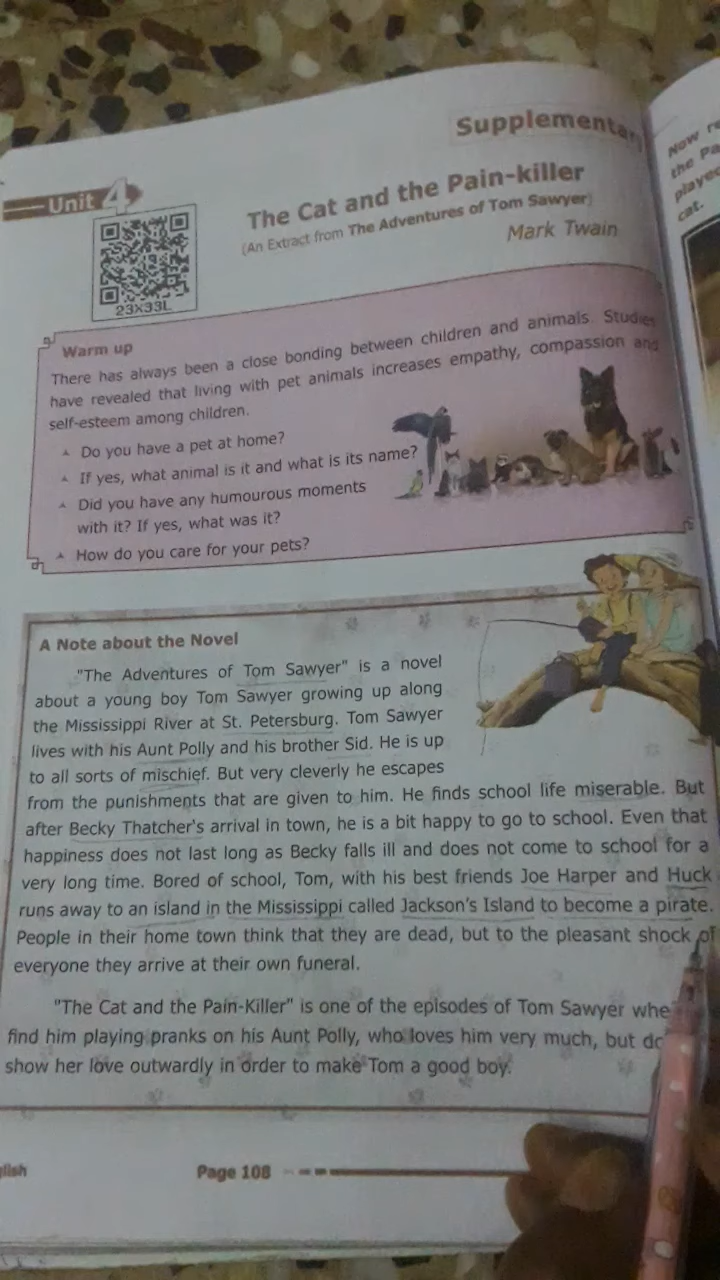 Supplementar
Unit 4
The Cat and the Pain-killer
(An Extract from The Adventures of Tom Sawyer)
Mark Twain
23X33L
Warm up
There has always been a close bonding between children and animals. Studies
have revealed that living with pet animals increases empathy, compassion and
self-esteem among children.
Do you have a pet at home?
If yes, what animal is it and what is its name?
Did you have any humourous moments
with it? If yes, what was it?
How do you care for your pets?
A Note about the Novel
"The Adventures of Tom Sawyer" is a novel
about a young boy Tom Sawyer growing up along
the Mississippi River at St. Petersburg. Tom Sawyer
lives with his Aunt Polly and his brother Sid. He is up
to all sorts of mischief. But very cleverly he escapes
from the punishments that are given to him. He finds school life miserable. But
after Becky Thatcher's arrival in town, he is a bit happy to go to school. Even that
happiness does not last long as Becky falls ill and does not come to school for a
very long time. Bored of school, Tom, with his best friends Joe Harper and Huck
runs away to an island in the Mississippi called Jackson's Island to become a pirate.
People in their home town think that they are dead, but to the pleasant shock of
everyone they arrive at their own funeral.
"The Cat and the Pain-Killer" is one of the episodes of Tom Sawyer whe
find him playing pranks on his Aunt Polly, who loves him very much, but do
show her love outwardly in order to make Tom a good boy.
glish
Page 108
Now re
the Pa
played
cat.